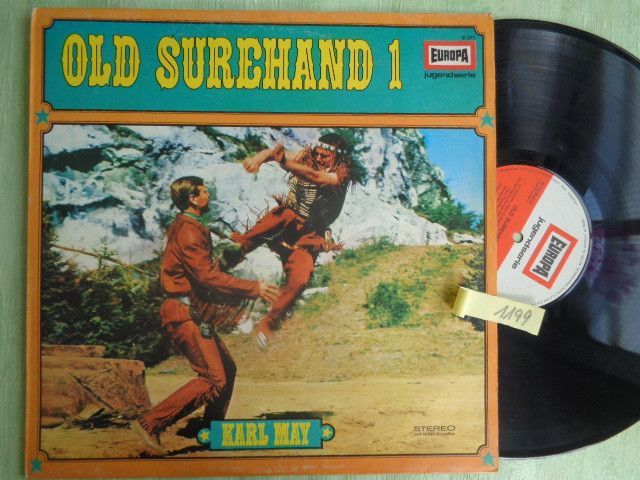 OLD SUREHAND 1
EUROPA
jugendserie
KARL MAY
STEREO
1199
EUROPA
jugendserie